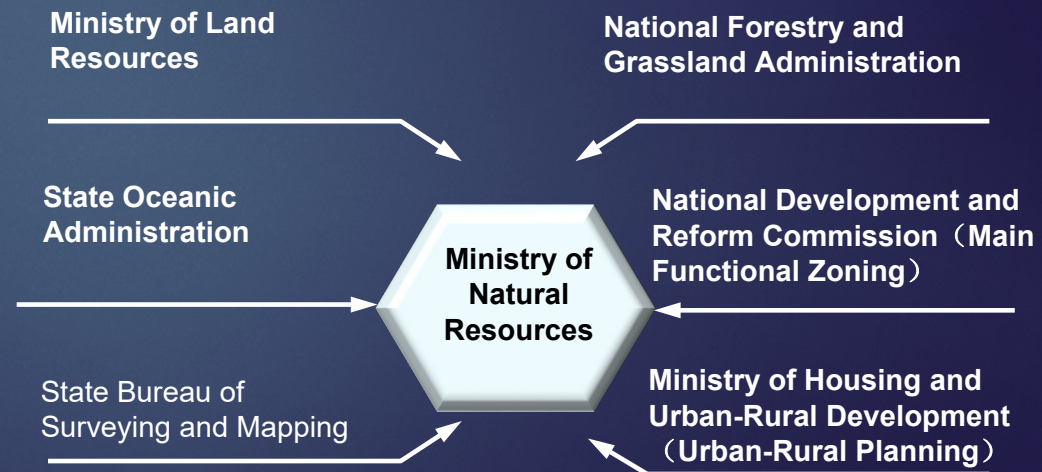 Ministry of Land
Resources
National Forestry and
Grassland Administration
State Oceanic
Administration
National Development and
Reform Commission（Main
Functional Zoning）
Ministry of
Natural
Resources
State Bureau of
Surveying and Mapping
Ministry of Housing and
Urban-Rural Development
（Urban-Rural Planning）